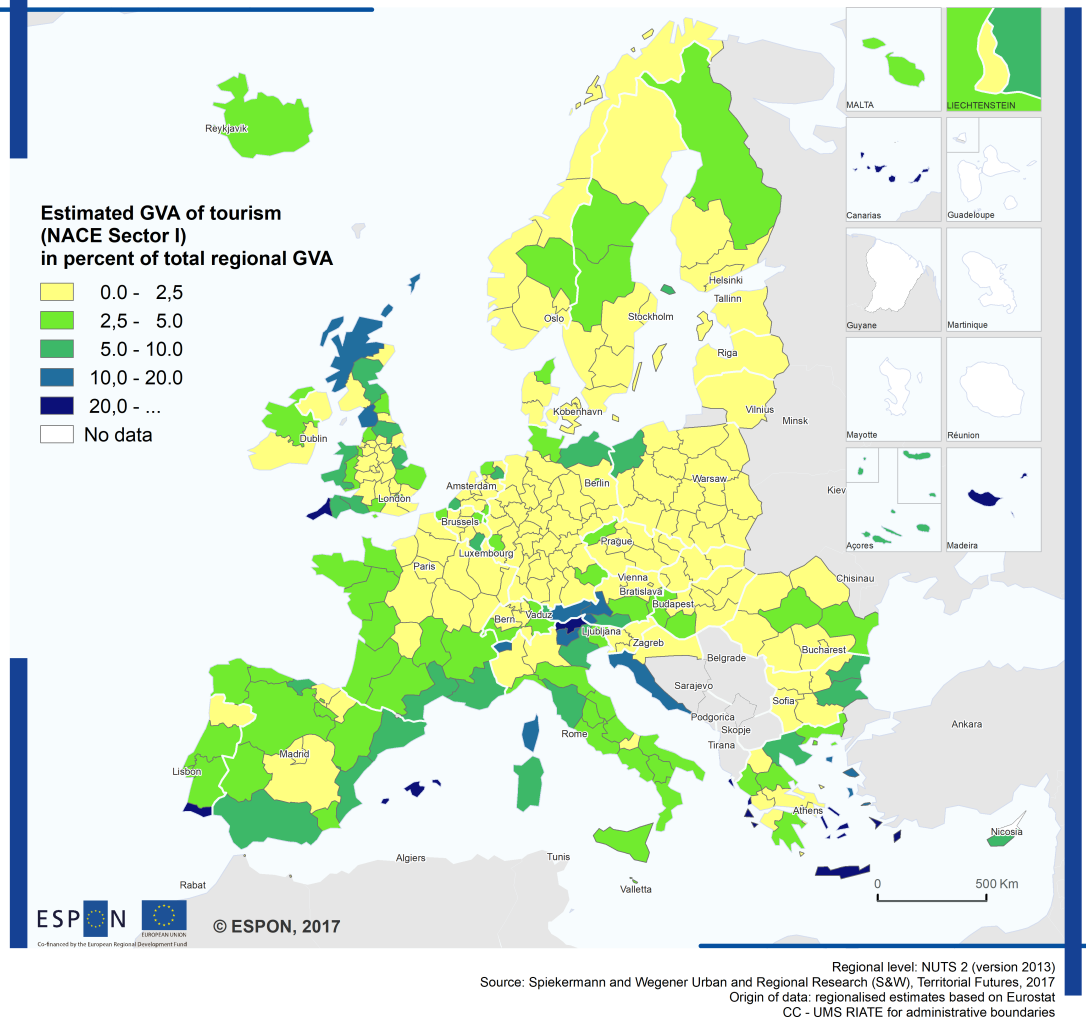 Reykjavik
Estimated GVA of tourism
(NACE Sector I)
in percent of total regional GVA
0.0 - 2,5
2,5 - 5.0
5.0 - 10.0
10,0 - 20.0
20,0 - ...
No data
MALTA
LIECHTENSTEIN
Canarias
Guadeloupe
Guyane
Martinique
Mayotte
Réunion
Açores
Madeira
Helsinki
Tallinn
Oslo
Stockholm
Riga
Kobenhavn
Vilnius
Minsk
Dublin
Amsterdam
Berlin
Warsaw
Kiev
London
Brussels
Prague
Luxembourg
Paris
Vienna
Chisinau
Bratislava
Budapest
Bern
Vaduz
Ljubljana
Zagreb
Bucharest
Belgrade
Sarajevo
Sofia
Podgorica
Skopje
Ankara
Rome
Tirana
Madrid
Lisbon
Athens
Nicosia
Algiers
Tunis
Rabat
Valletta
0 500 Km
ESPON
EUROPEAN UNION
Co-financed by the European Regional Development Fund
© ESPON, 2017
Regional level: NUTS 2 (version 2013)
Source: Spiekermann and Wegener Urban and Regional Research (S&W), Territorial Futures, 2017
Origin of data: regionalised estimates based on Eurostat
CC - UMS RIATE for administrative boundaries